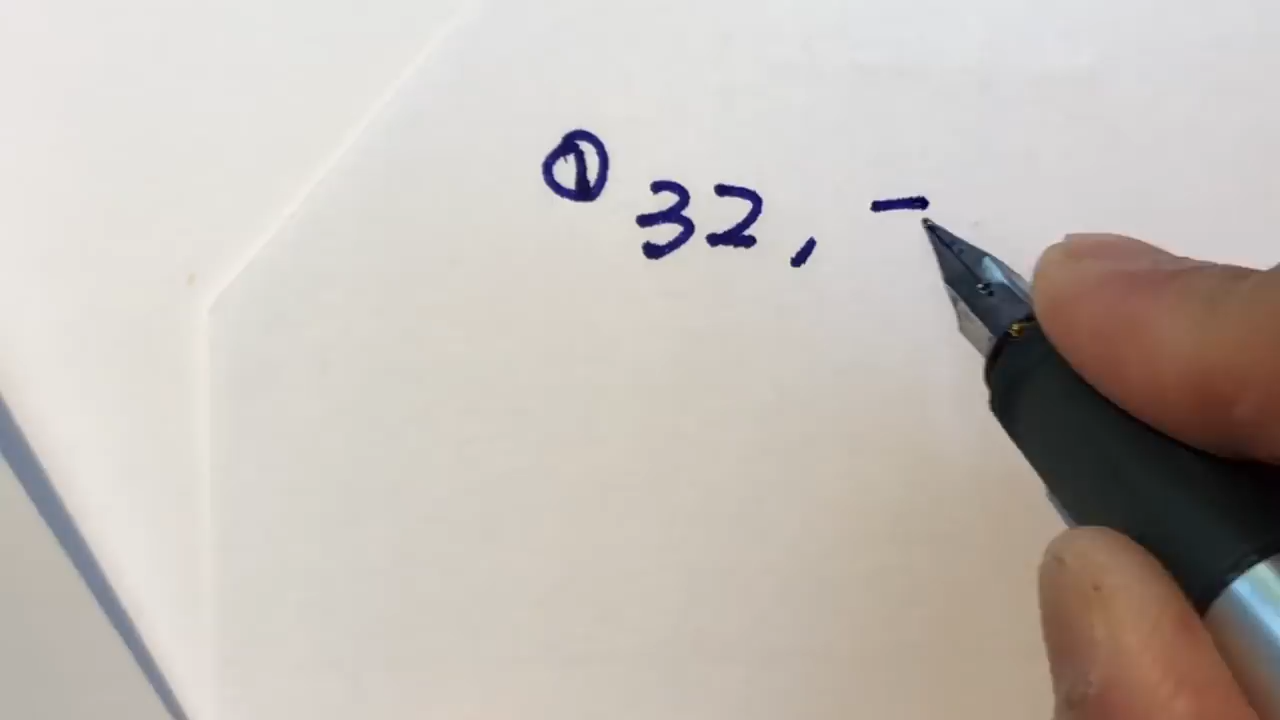 ① 32, -